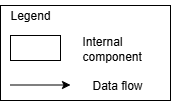 Legend
Internal
component
Data flow